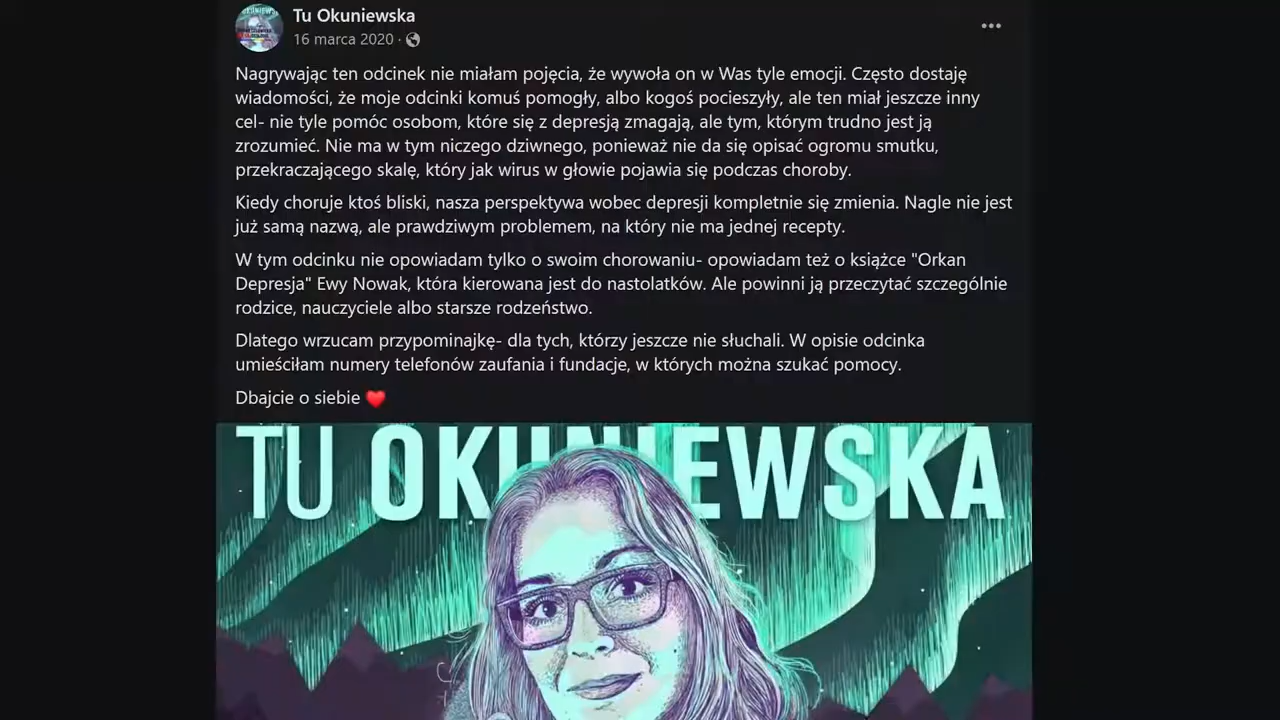 Tu Okuniewska
16 marca 2020 ·
Nagrywając ten odcinek nie miałam pojęcia, że wywoła on w Was tyle emocji. Często dostaję
wiadomości, że moje odcinki komuś pomogły, albo kogoś pocieszyły, ale ten miał jeszcze inny
cel- nie tyle pomóc osobom, które się z depresją zmagają, ale tym, którym trudno jest ją
zrozumieć. Nie ma w tym niczego dziwnego, ponieważ nie da się opisać ogromu smutku,
przekraczającego skalę, który jak wirus w głowie pojawia się podczas choroby.
Kiedy choruje ktoś bliski, nasza perspektywa wobec depresji kompletnie się zmienia. Nagle nie jest
już samą nazwą, ale prawdziwym problemem, na który nie ma jednej recepty.
W tym odcinku nie opowiadam tylko o swoim chorowaniu- opowiadam też o książce "Orkan
Depresja" Ewy Nowak, która kierowana jest do nastolatków. Ale powinni ją przeczytać szczególnie
rodzice, nauczyciele albo starsze rodzeństwo.
Dlatego wrzucam przypominajkę- dla tych, którzy jeszcze nie słuchali. W opisie odcinka
umieściłam numery telefonów zaufania i fundacje, w których można szukać pomocy.
Dbajcie o siebie ❤️
TU OKUNIEWSKA